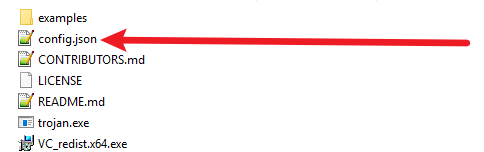 examples
config.json
CONTRIBUTORS.md
LICENSE
README.md
trojan.exe
VC_redist.x64.exe